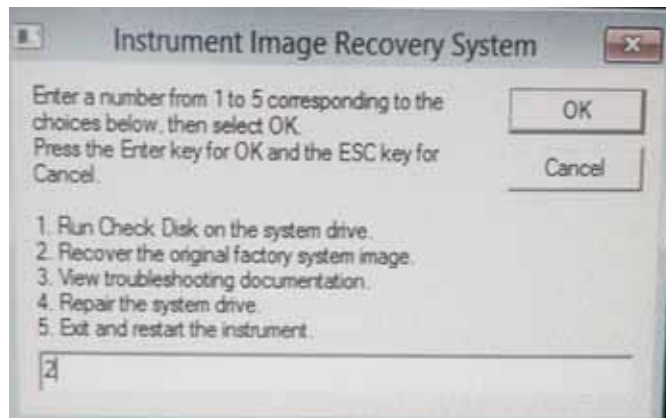 Instrument Image Recovery System
Enter a number from 1 to 5 corresponding to the
choices below, then select OK.
Press the Enter key for OK and the ESC key for
Cancel.
OK
Cancel
1. Run Check Disk on the system drive.
2. Recover the original factory system image.
3. View troubleshooting documentation.
4. Repair the system drive.
5. Exit and restart the instrument.
2